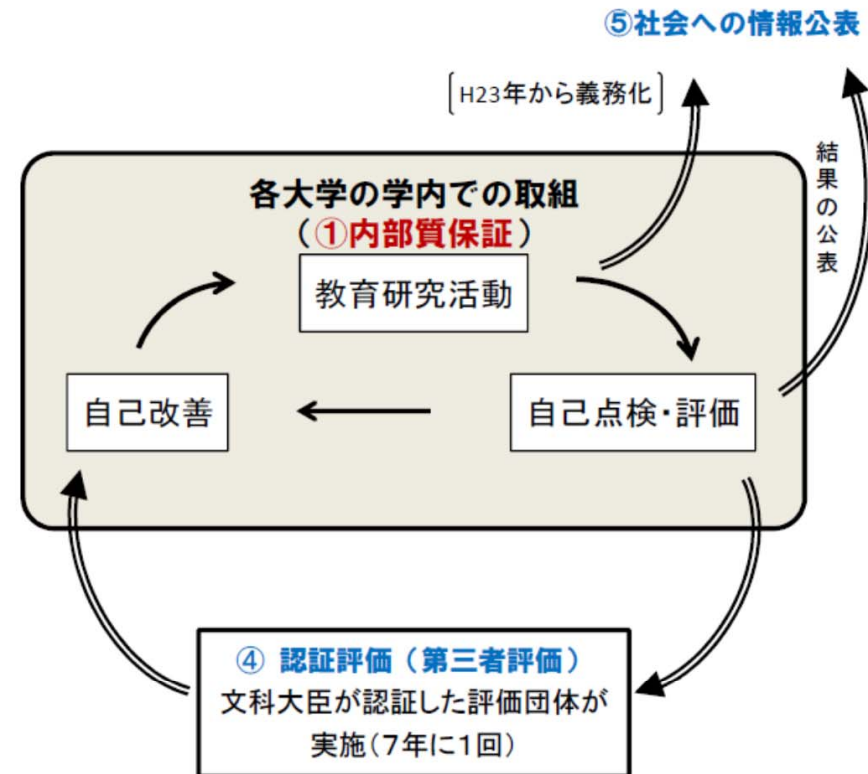 ⑤社会への情報公表
〔H23年から義務化〕
結果の公表
各大学の学内での取組
（①内部質保証）
教育研究活動
自己改善
自己点検・評価
④ 認証評価（第三者評価）
文科大臣が認証した評価団体が
実施（７年に１回）